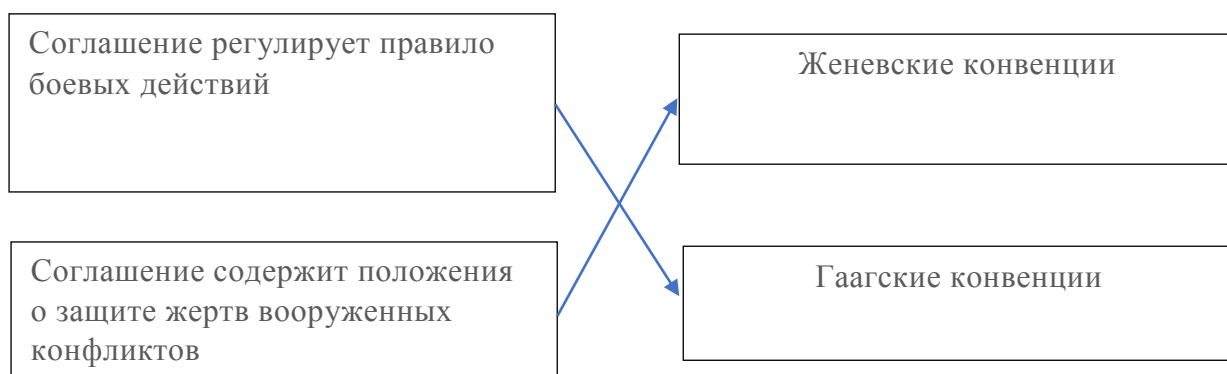 Соглашение регулирует правило
боевых действий
Женевские конвенции
Соглашение содержит положения
о защите жертв вооруженных
конфликтов
Гаагские конвенции